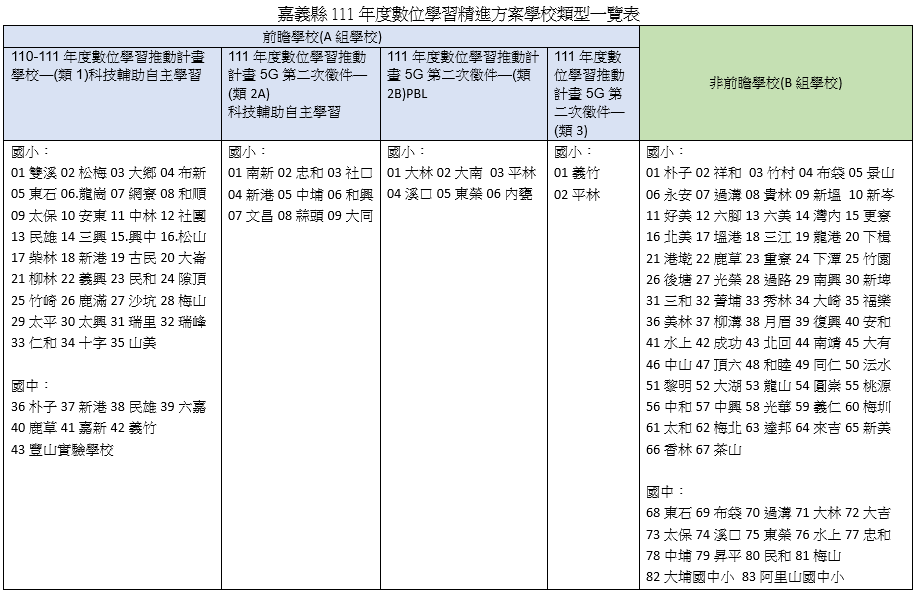 嘉義縣 111 年度數位學習精進方案學校類型一覽表
前瞻學校(A 組學校)
非前瞻學校(B 組學校)
110-111 年度數位學習推動計畫
學校—(類 1)科技輔助自主學習
111 年度數位學習推動
計畫 5G 第二次徵件—
(類 2A)
科技輔助自主學習
111 年度數位學習推動計
畫 5G 第二次徵件—(類
2B)PBL
111 年度數
位學習推動
計畫 5G 第
二次徵件—
(類 3)
國小：
01 雙溪 02 松梅 03 大鄉 04 布新
05 東石 06.龍崗 07 網寮 08 和順
09 太保 10 安東 11 中林 12 社團
13 民雄 14 三興 15.興中 16.松山
17 柴林 18 新港 19 古民 20 大崙
21 柳林 22 義興 23 民和 24 隙頂
25 竹崎 26 鹿滿 27 沙坑 28 梅山
29 太平 30 太興 31 瑞里 32 瑞峰
33 仁和 34 十字 35 山美
國中：
36 朴子 37 新港 38 民雄 39 六嘉
40 鹿草 41 嘉新 42 義竹
43 豐山實驗學校
國小：
01 南新 02 忠和 03 社口
04 新港 05 中埔 06 和興
07 文昌 08 蒜頭 09 大同
國小：
01 大林 02 大南 03 平林
04 溪口 05 東榮 06 內甕
國小：
01 義竹
02 平林
國小：
01 朴子 02 祥和 03 竹村 04 布袋 05 景山
06 永安 07 過溝 08 貴林 09 新塭 10 新岑
11 好美 12 六腳 13 六美 14 灣內 15 更寮
16 北美 17 塭港 18 三江 19 龍港 20 下楫
21 港墘 22 鹿草 23 重寮 24 下潭 25 竹園
26 後塘 27 光榮 28 過路 29 南興 30 新埤
31 三和 32 菁埔 33 秀林 34 大崎 35 福樂
36 美林 37 柳溝 38 月眉 39 復興 40 安和
41 水上 42 成功 43 北回 44 南靖 45 大有
46 中山 47 頂六 48 和睦 49 同仁 50 沄水
51 黎明 52 大湖 53 龍山 54 圓崇 55 桃源
56 中和 57 中興 58 光華 59 義仁 60 梅圳
61 太和 62 梅北 63 達邦 64 來吉 65 新美
66 香林 67 茶山
國中：
68 東石 69 布袋 70 過溝 71 大林 72 大吉
73 太保 74 溪口 75 東榮 76 水上 77 忠和
78 中埔 79 昇平 80 民和 81 梅山
82 大埔國中小 83 阿里山國中小